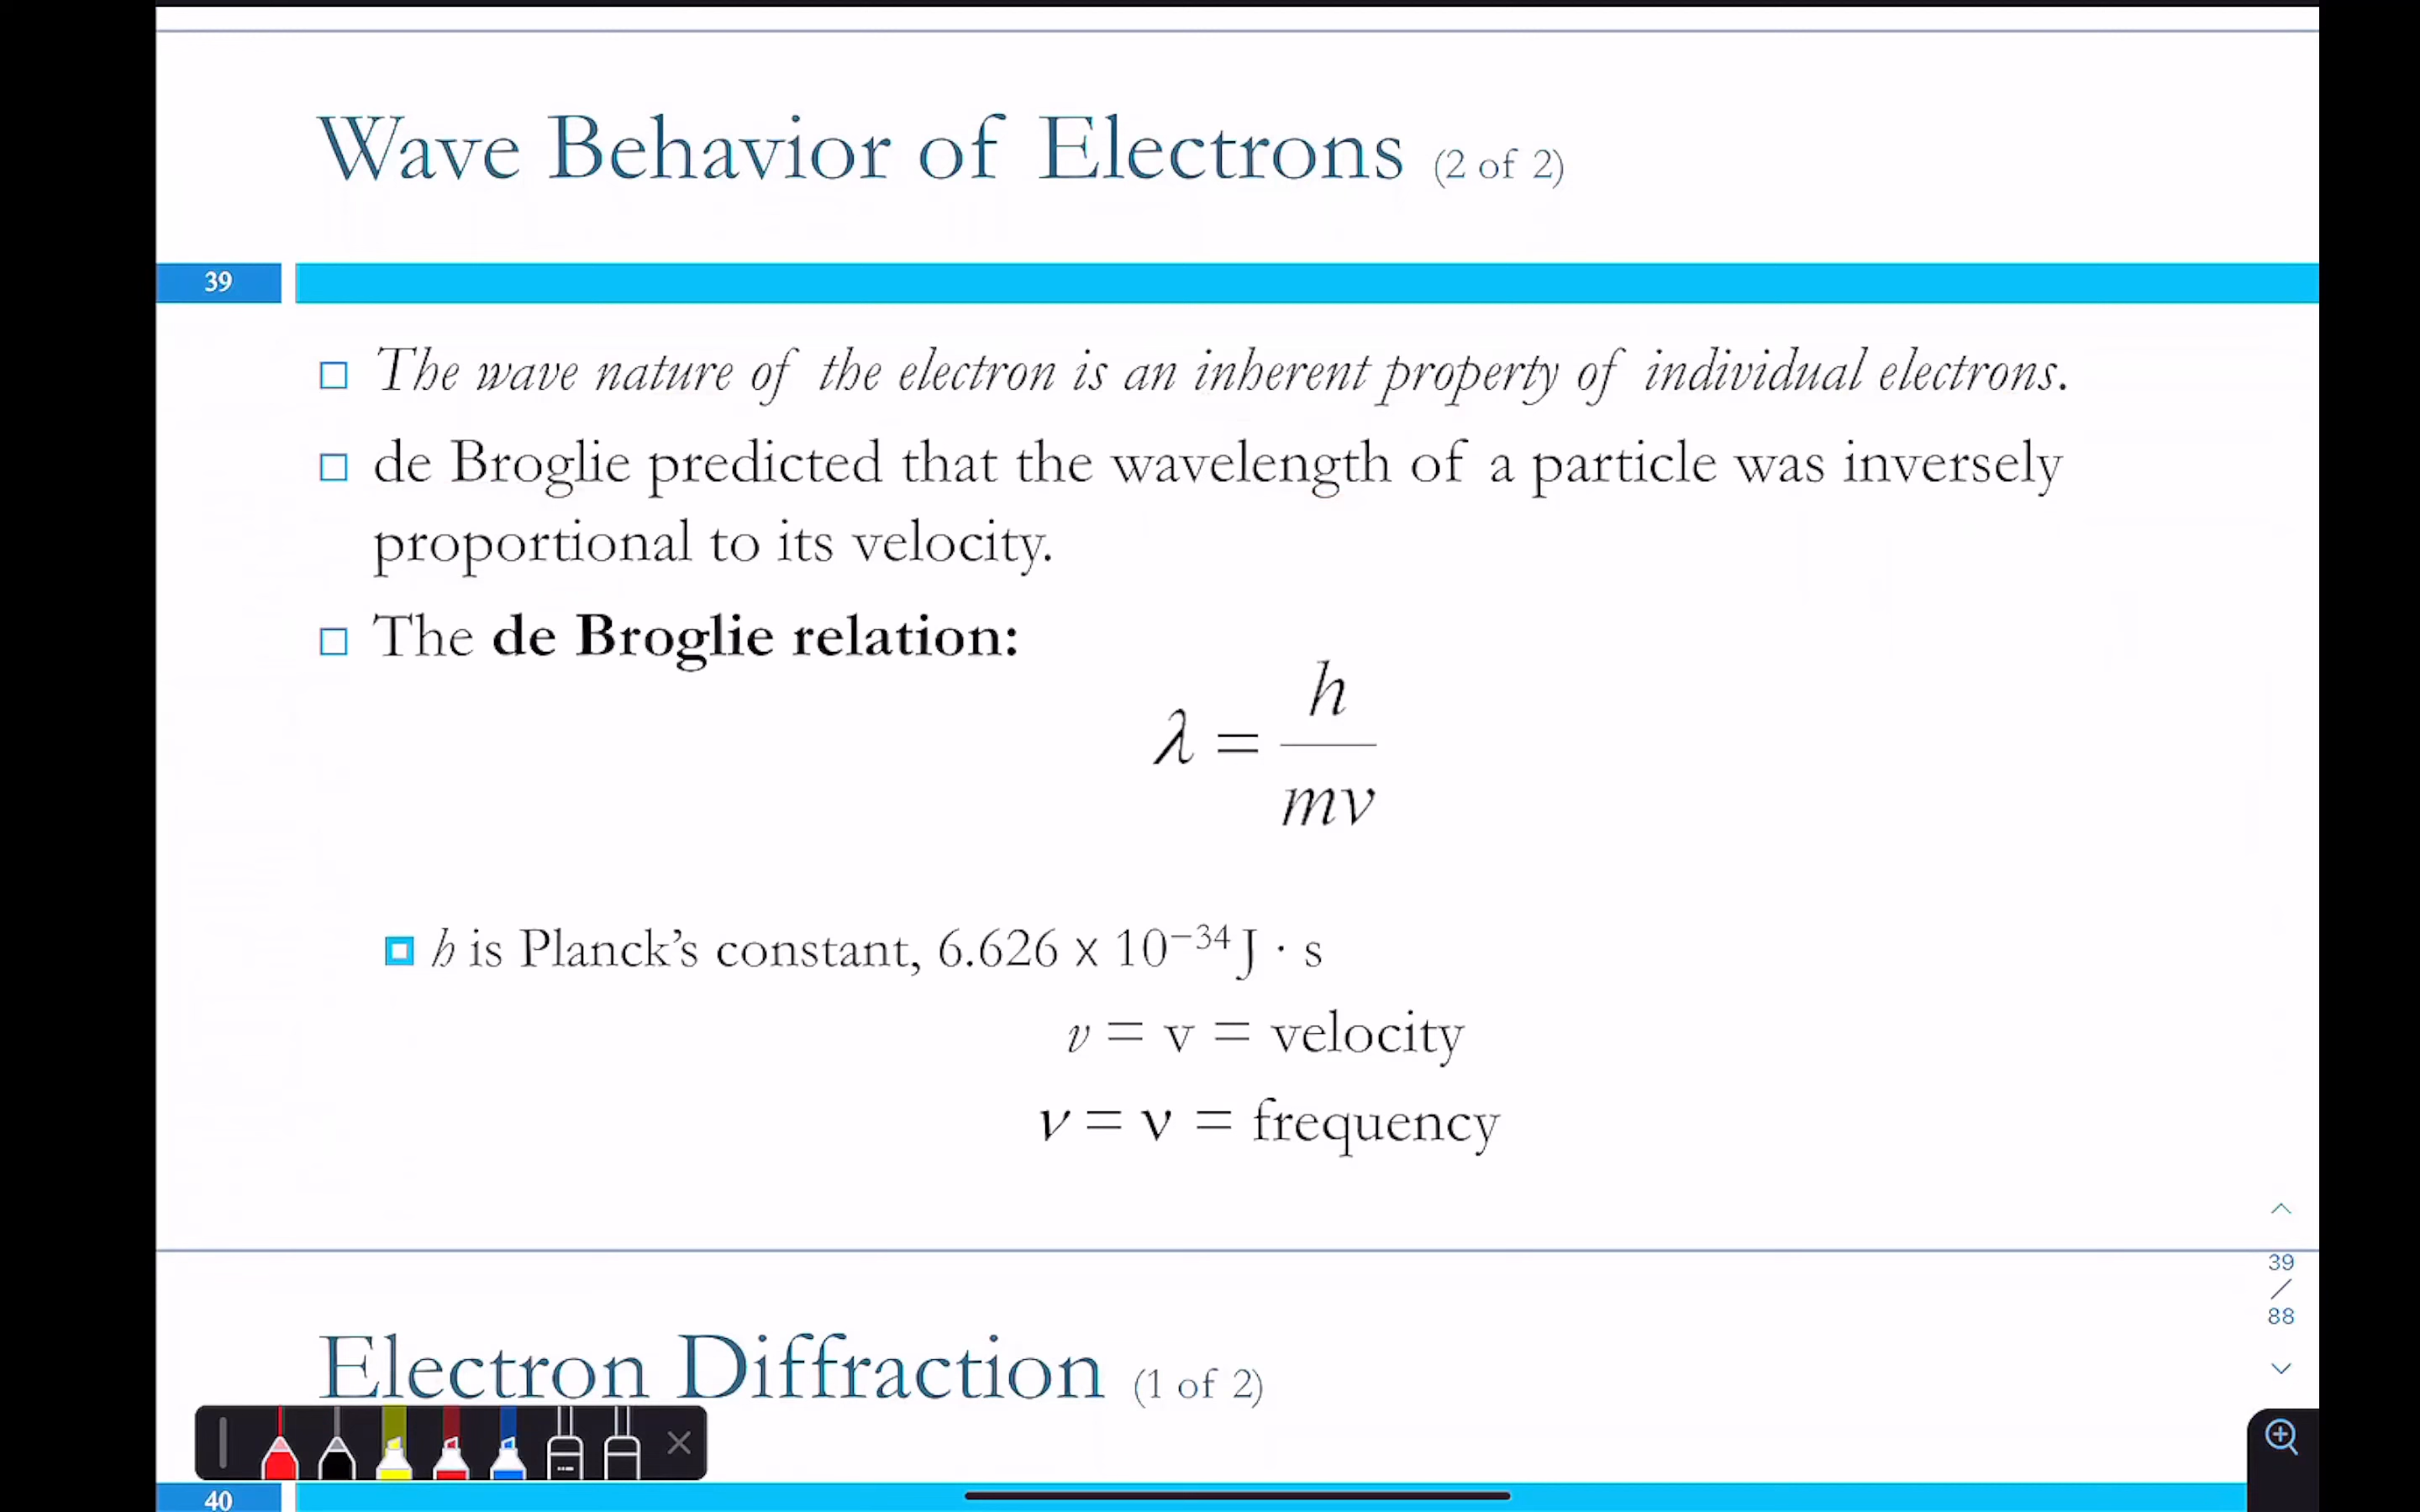 Wave Behavior of Electrons (2 of 2)
39
The wave nature of the electron is an inherent property of individual electrons.
de Broglie predicted that the wavelength of a particle was inversely
proportional to its velocity.
The de Broglie relation:
λ = h / mv
h is Planck’s constant, 6.626 x 10⁻³⁴ J · s
v = v = velocity
ν = ν = frequency
39
/
88
Electron Diffraction (1 of 2)
40